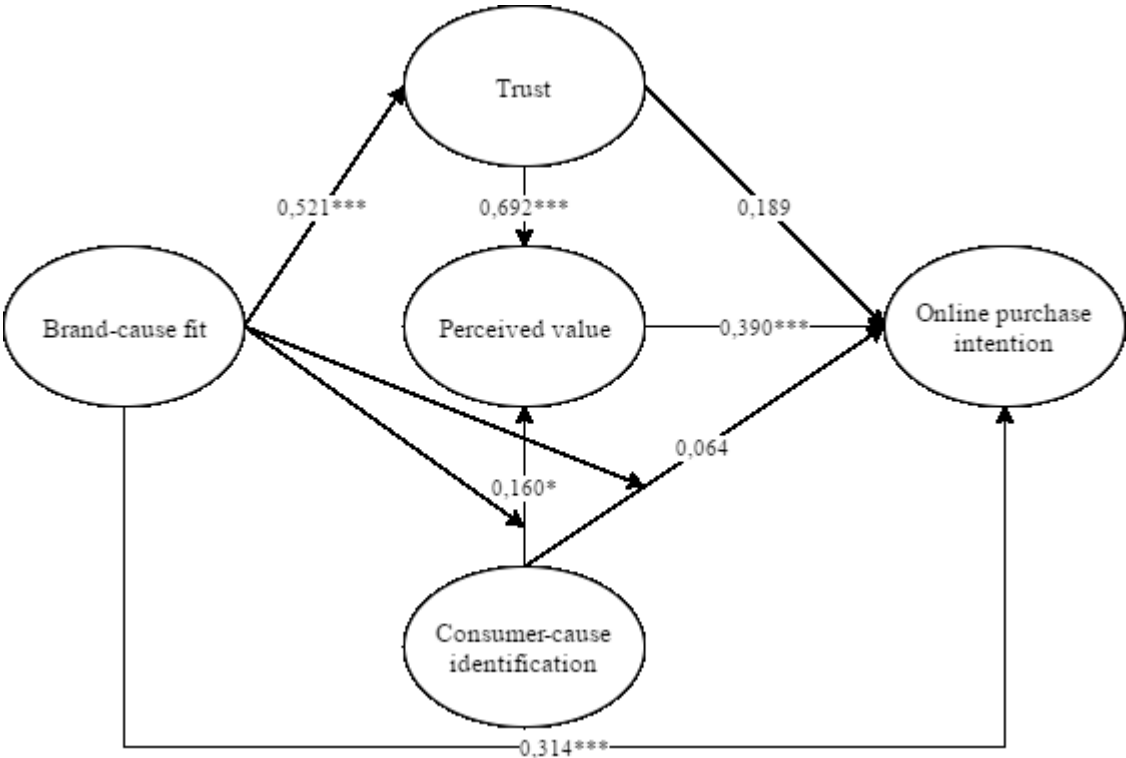 Trust
0,521***
0,692***
0,189
Brand-cause fit
Perceived value
0,390***
Online purchase
intention
0,064
0,160*
Consumer-cause
identification
0,314***